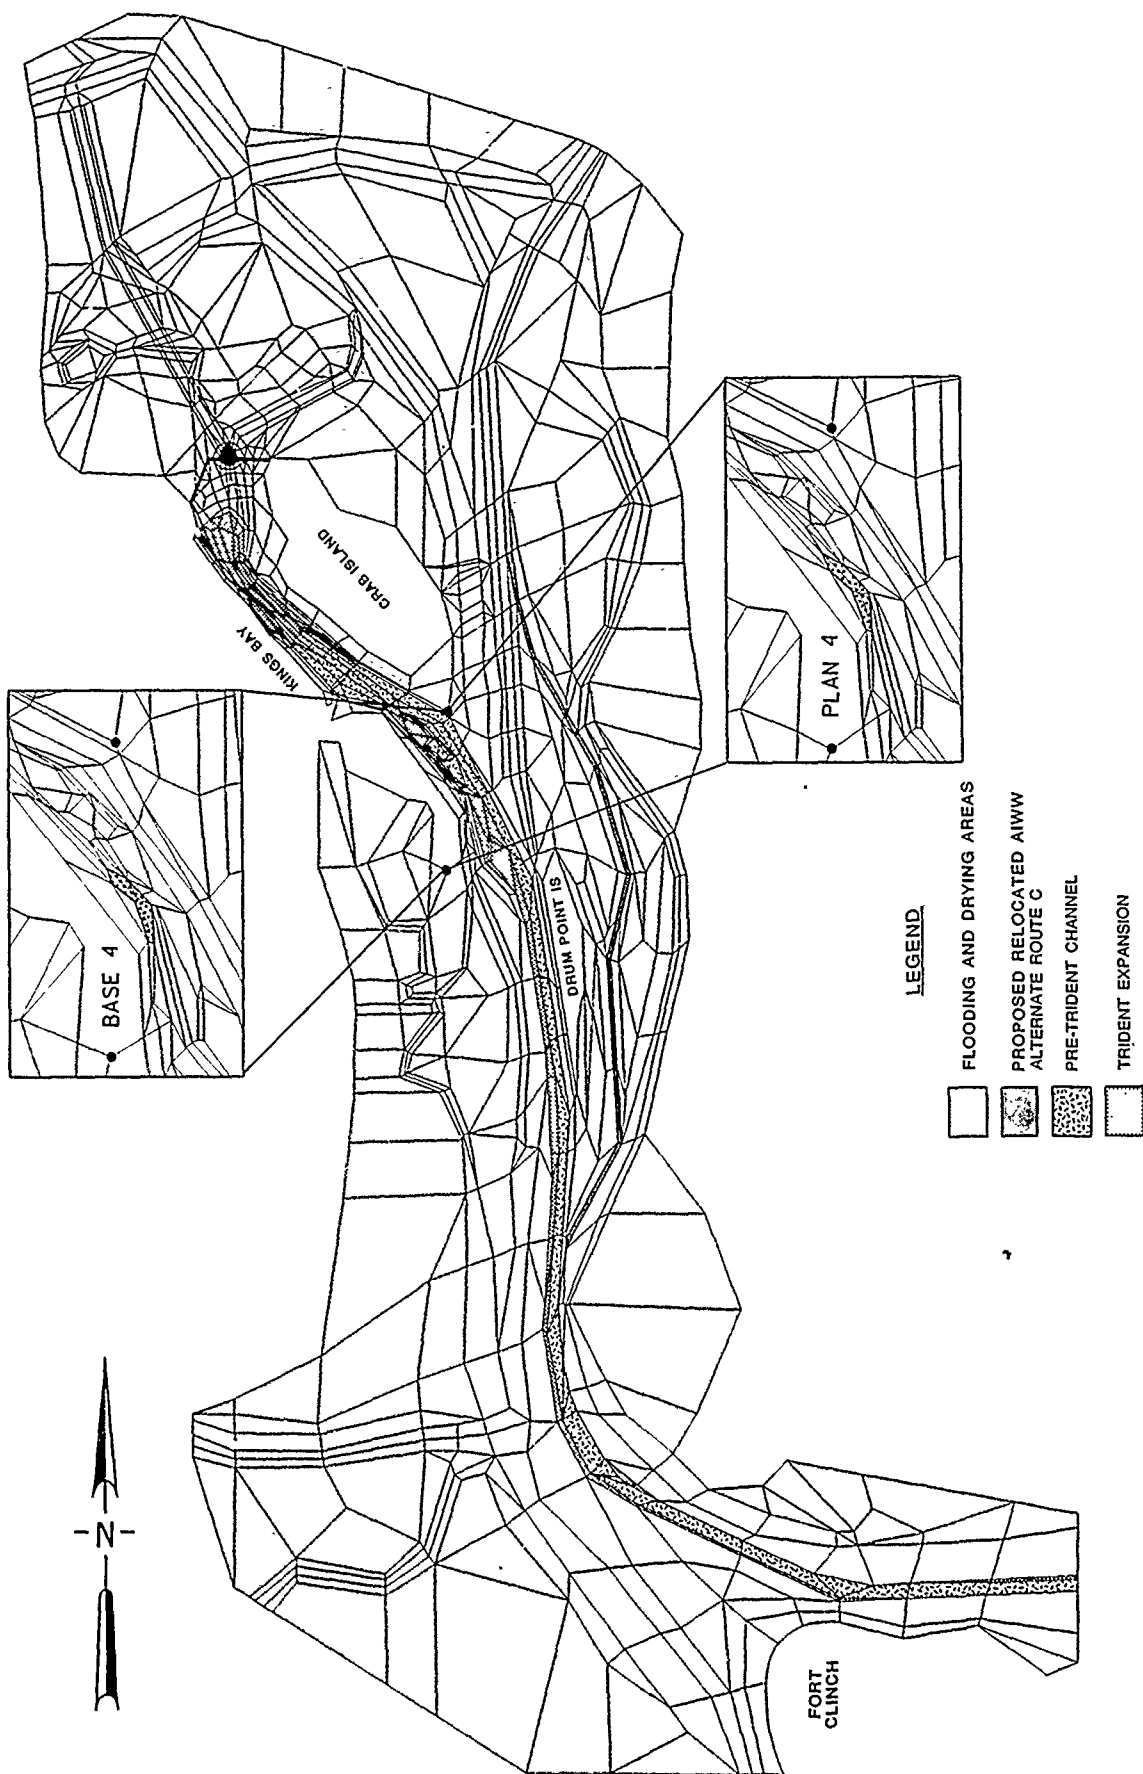 BASE 4
KINGS BAY
CRAB ISLAND
PLAN 4
DRUM POINT IS
-N-
FORT
CLINCH
LEGEND
FLOODING AND DRYING AREAS
PROPOSED RELOCATED AIWW
ALTERNATE ROUTE C
PRE-TRIDENT CHANNEL
TRIDENT EXPANSION